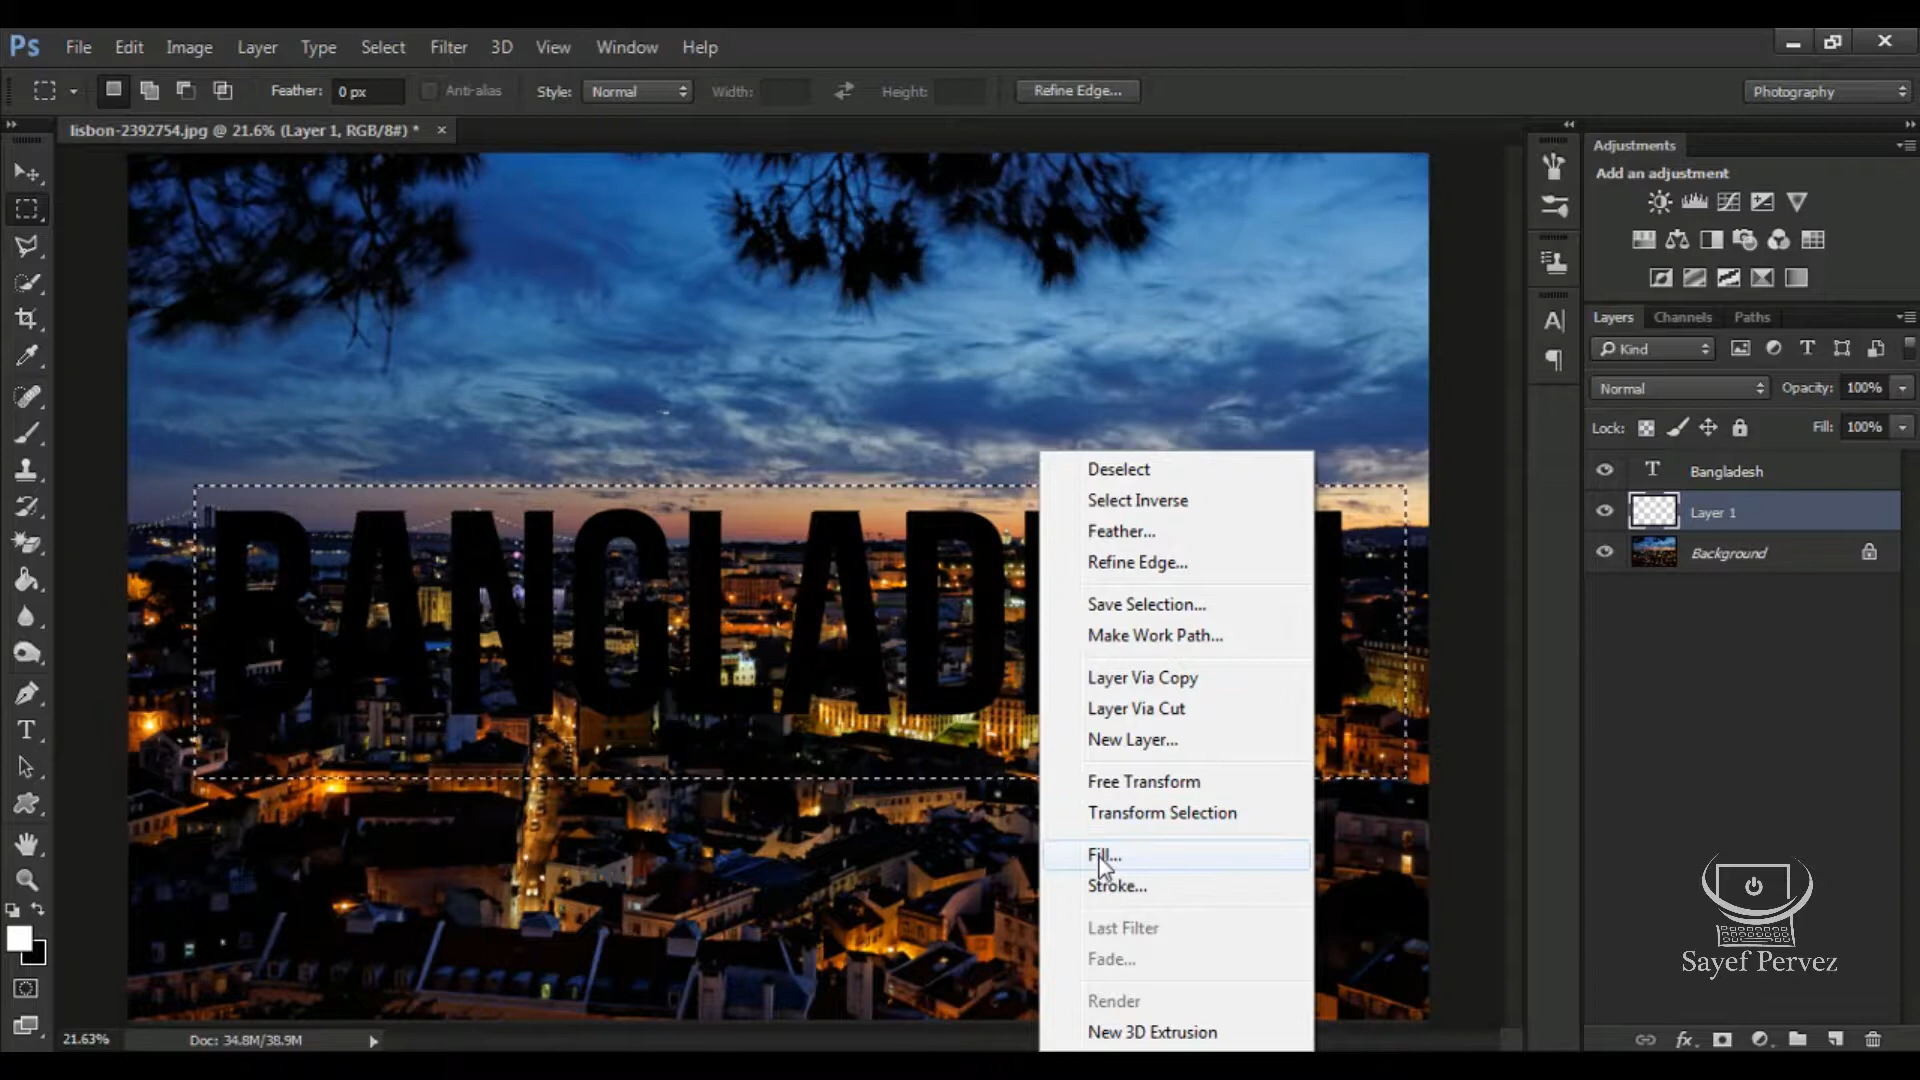 Ps File Edit Image Layer Type Select Filter 3D View Window Help
Feather: 0 px Anti-alias Style: Normal Width: Height: Refine Edge... Photography
lisbon-2392754.jpg @ 21.6% (Layer 1, RGB/8#) * ×
Adjustments
Add an adjustment
Layers Channels Paths
Kind
Normal Opacity: 100%
Lock: Fill: 100%
T Bangladesh
Layer 1
Background
BANGLAD
Deselect
Select Inverse
Feather...
Refine Edge...
Save Selection...
Make Work Path...
Layer Via Copy
Layer Via Cut
New Layer...
Free Transform
Transform Selection
Fill...
Stroke...
Last Filter
Fade...
Render
New 3D Extrusion
Sayef Pervez
21.63% Doc: 34.8M/38.9M
fx